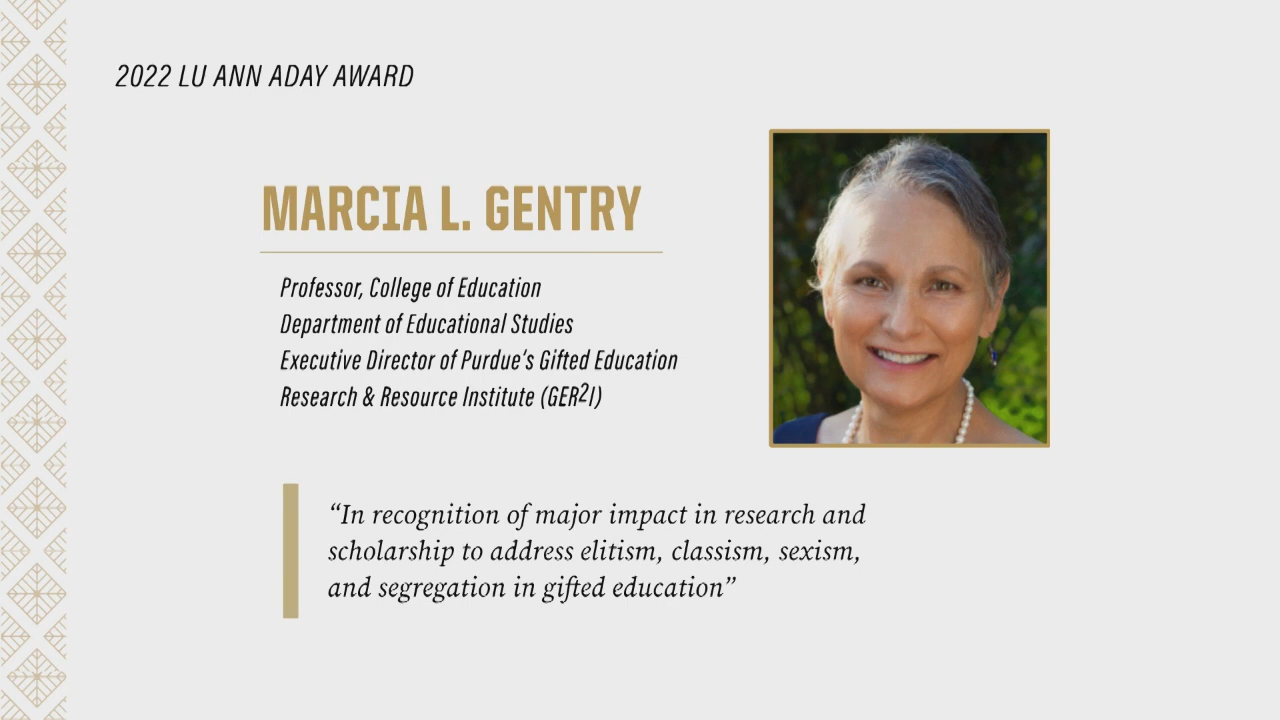 2022 LU ANN ADAY AWARD
MARCIA L. GENTRY
Professor, College of Education
Department of Educational Studies
Executive Director of Purdue's Gifted Education
Research & Resource Institute (GER²I)
“In recognition of major impact in research and
scholarship to address elitism, classism, sexism,
and segregation in gifted education”